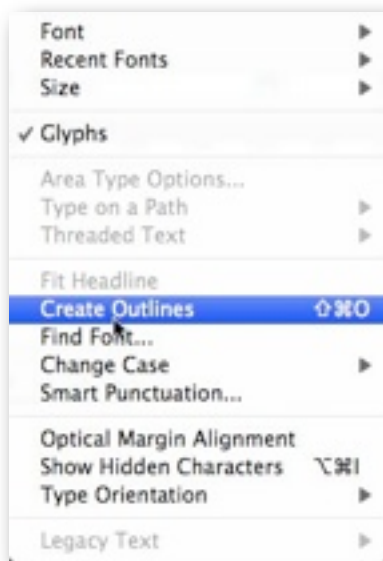 Font
Recent Fonts
Size
✓ Glyphs
Area Type Options...
Type on a Path
Threaded Text
Fit Headline
Create Outlines ⇧⌘O
Find Font...
Change Case
Smart Punctuation...
Optical Margin Alignment
Show Hidden Characters ⌥⌘I
Type Orientation
Legacy Text